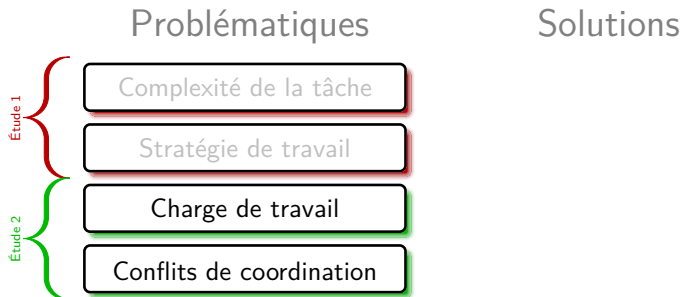 Problématiques
Solutions
Étude 1
Complexité de la tâche
Stratégie de travail
Étude 2
Charge de travail
Conflits de coordination